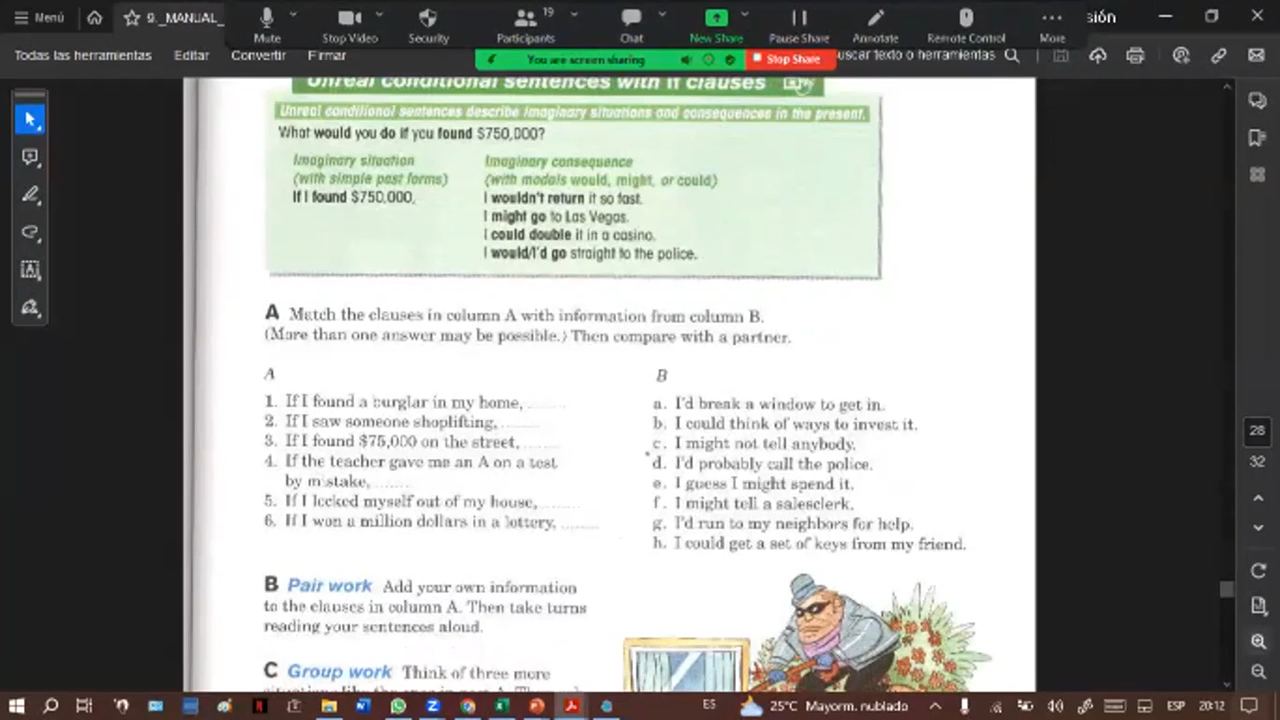 Menú
9._MANUAL_
19
sión
Mute
Stop Video
Security
Participants
Chat
New Share
Pause Share
Annotate
Remote Control
More
Todas las herramientas
Editar
Convertir
Firmar
You are screen sharing
Stop Share
uscar texto o herramientas
Unreal conditional sentences with if clauses
Unreal conditional sentences describe imaginary situations and consequences in the present.
What would you do if you found $750,000?
Imaginary situation
(with simple past forms)
If I found $750,000,
Imaginary consequence
(with modals would, might, or could)
I wouldn't return it so fast.
I might go to Las Vegas.
I could double it in a casino.
I would/I'd go straight to the police.
A Match the clauses in column A with information from column B.
(More than one answer may be possible.) Then compare with a partner.
A
1. If I found a burglar in my home, ........
2. If I saw someone shoplifting, ........
3. If I found $75,000 on the street, ........
4. If the teacher gave me an A on a test
by mistake, ........
5. If I locked myself out of my house, ........
6. If I won a million dollars in a lottery, ........
B
a. I'd break a window to get in.
b. I could think of ways to invest it.
c. I might not tell anybody.
d. I'd probably call the police.
e. I guess I might spend it.
f. I might tell a salesclerk.
g. I'd run to my neighbors for help.
h. I could get a set of keys from my friend.
B Pair work Add your own information
to the clauses in column A. Then take turns
reading your sentences aloud.
C Group work Think of three more
28
32
ES
25°C Mayorm. nublado
ESP
20:12